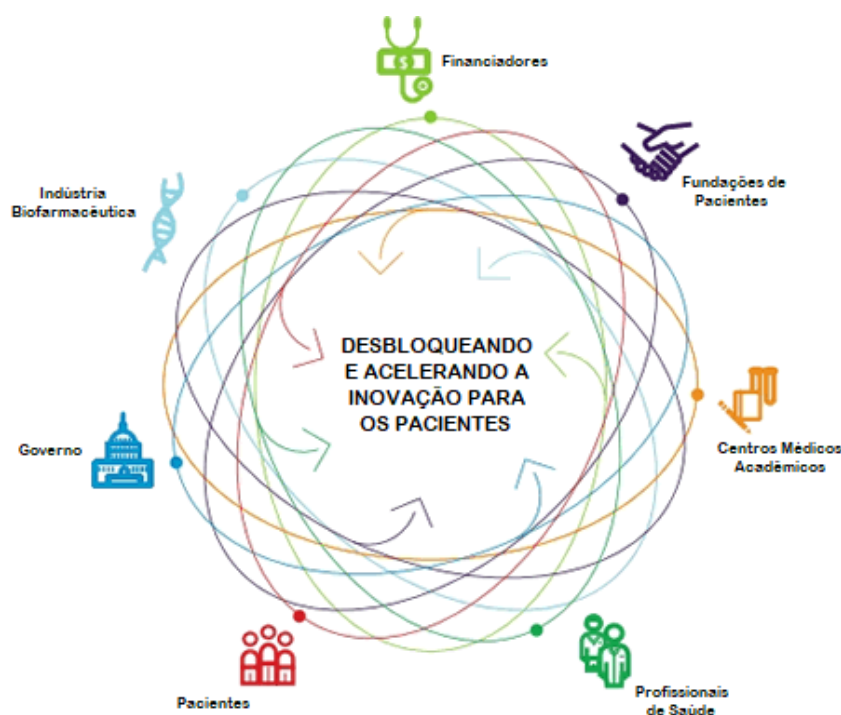 Financiadores
Fundações de
Pacientes
Indústria
Biofarmacêutica
DESBLOQUEANDO
E ACELERANDO A
INOVAÇÃO PARA
OS PACIENTES
Governo
Centros Médicos
Acadêmicos
Pacientes
Profissionais
de Saúde
$